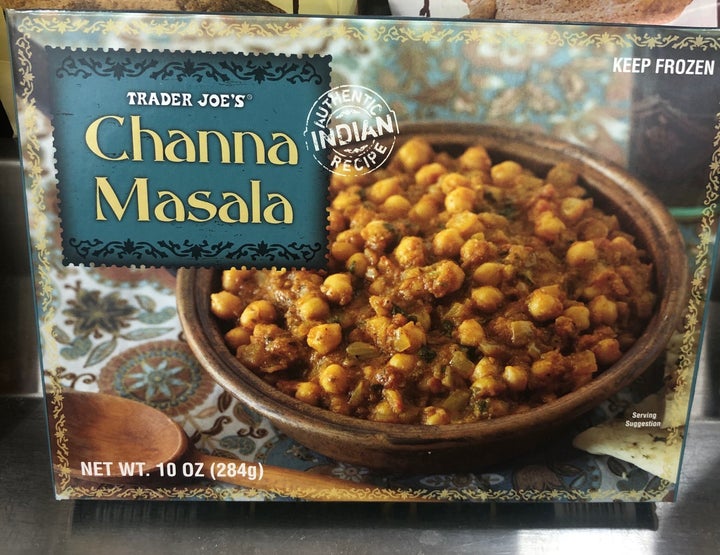 KEEP FROZEN
TRADER JOE'S®
Channa
Masala
AUTHENTIC
INDIAN
RECIPE
Serving
Suggestion
NET WT. 10 OZ (284g)